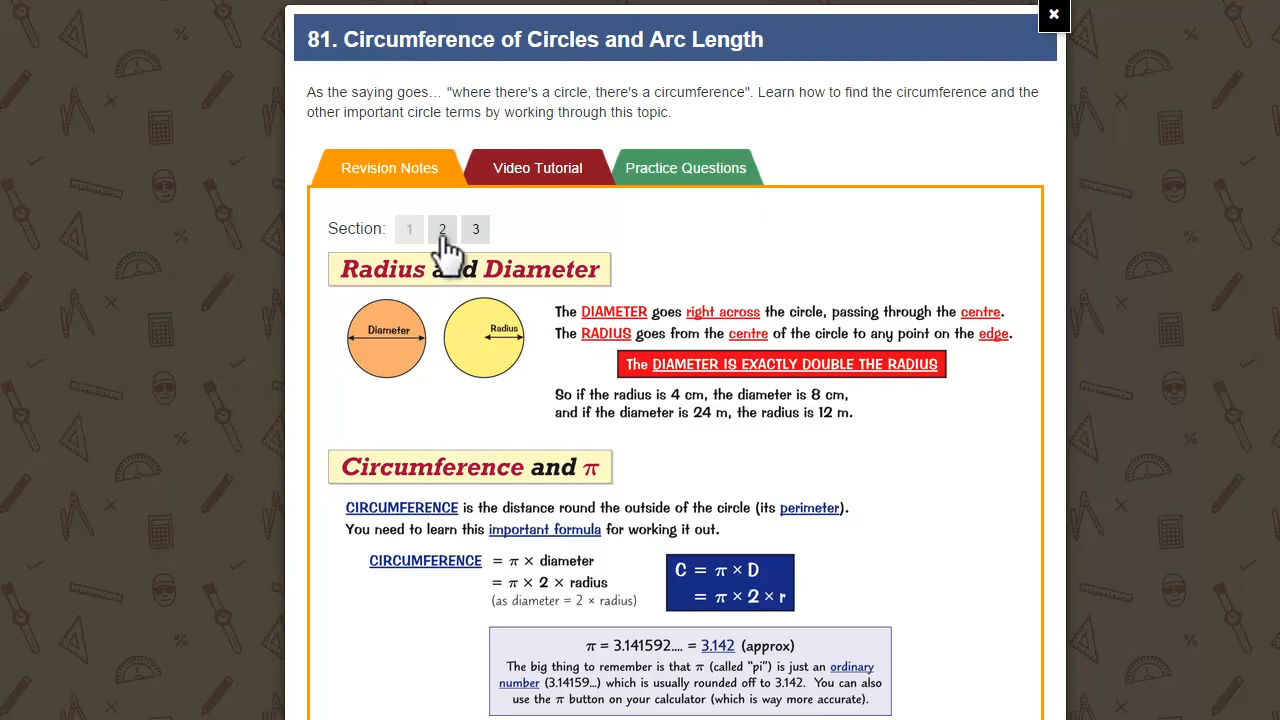 81. Circumference of Circles and Arc Length
As the saying goes... "where there's a circle, there's a circumference". Learn how to find the circumference and the
other important circle terms by working through this topic.
Revision Notes
Video Tutorial
Practice Questions
Section: 1 2 3
Radius and Diameter
Diameter
Radius
The DIAMETER goes right across the circle, passing through the centre.
The RADIUS goes from the centre of the circle to any point on the edge.
The DIAMETER IS EXACTLY DOUBLE THE RADIUS
So if the radius is 4 cm, the diameter is 8 cm,
and if the diameter is 24 m, the radius is 12 m.
Circumference and π
CIRCUMFERENCE is the distance round the outside of the circle (its perimeter).
You need to learn this important formula for working it out.
CIRCUMFERENCE = π × diameter
= π × 2 × radius
(as diameter = 2 × radius)
C = π × D
= π × 2 × r
π = 3.141592.... = 3.142 (approx)
The big thing to remember is that π (called "pi") is just an ordinary
number (3.14159...) which is usually rounded off to 3.142. You can also
use the π button on your calculator (which is way more accurate).